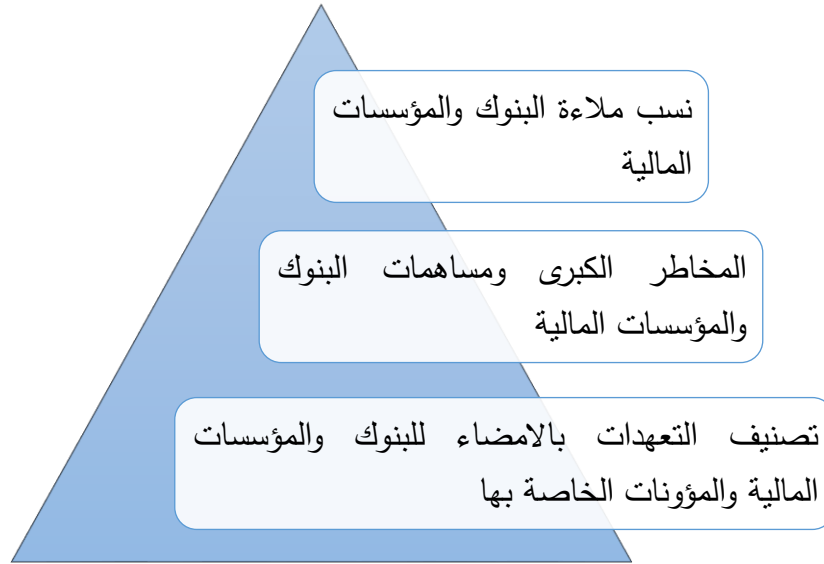 نسب ملاءة البنوك والمؤسسات
المالية
المخاطر الكبرى ومساهمات البنوك
والمؤسسات المالية
تصنيف التعهدات بالامضاء للبنوك والمؤسسات
المالية والمؤونات الخاصة بها